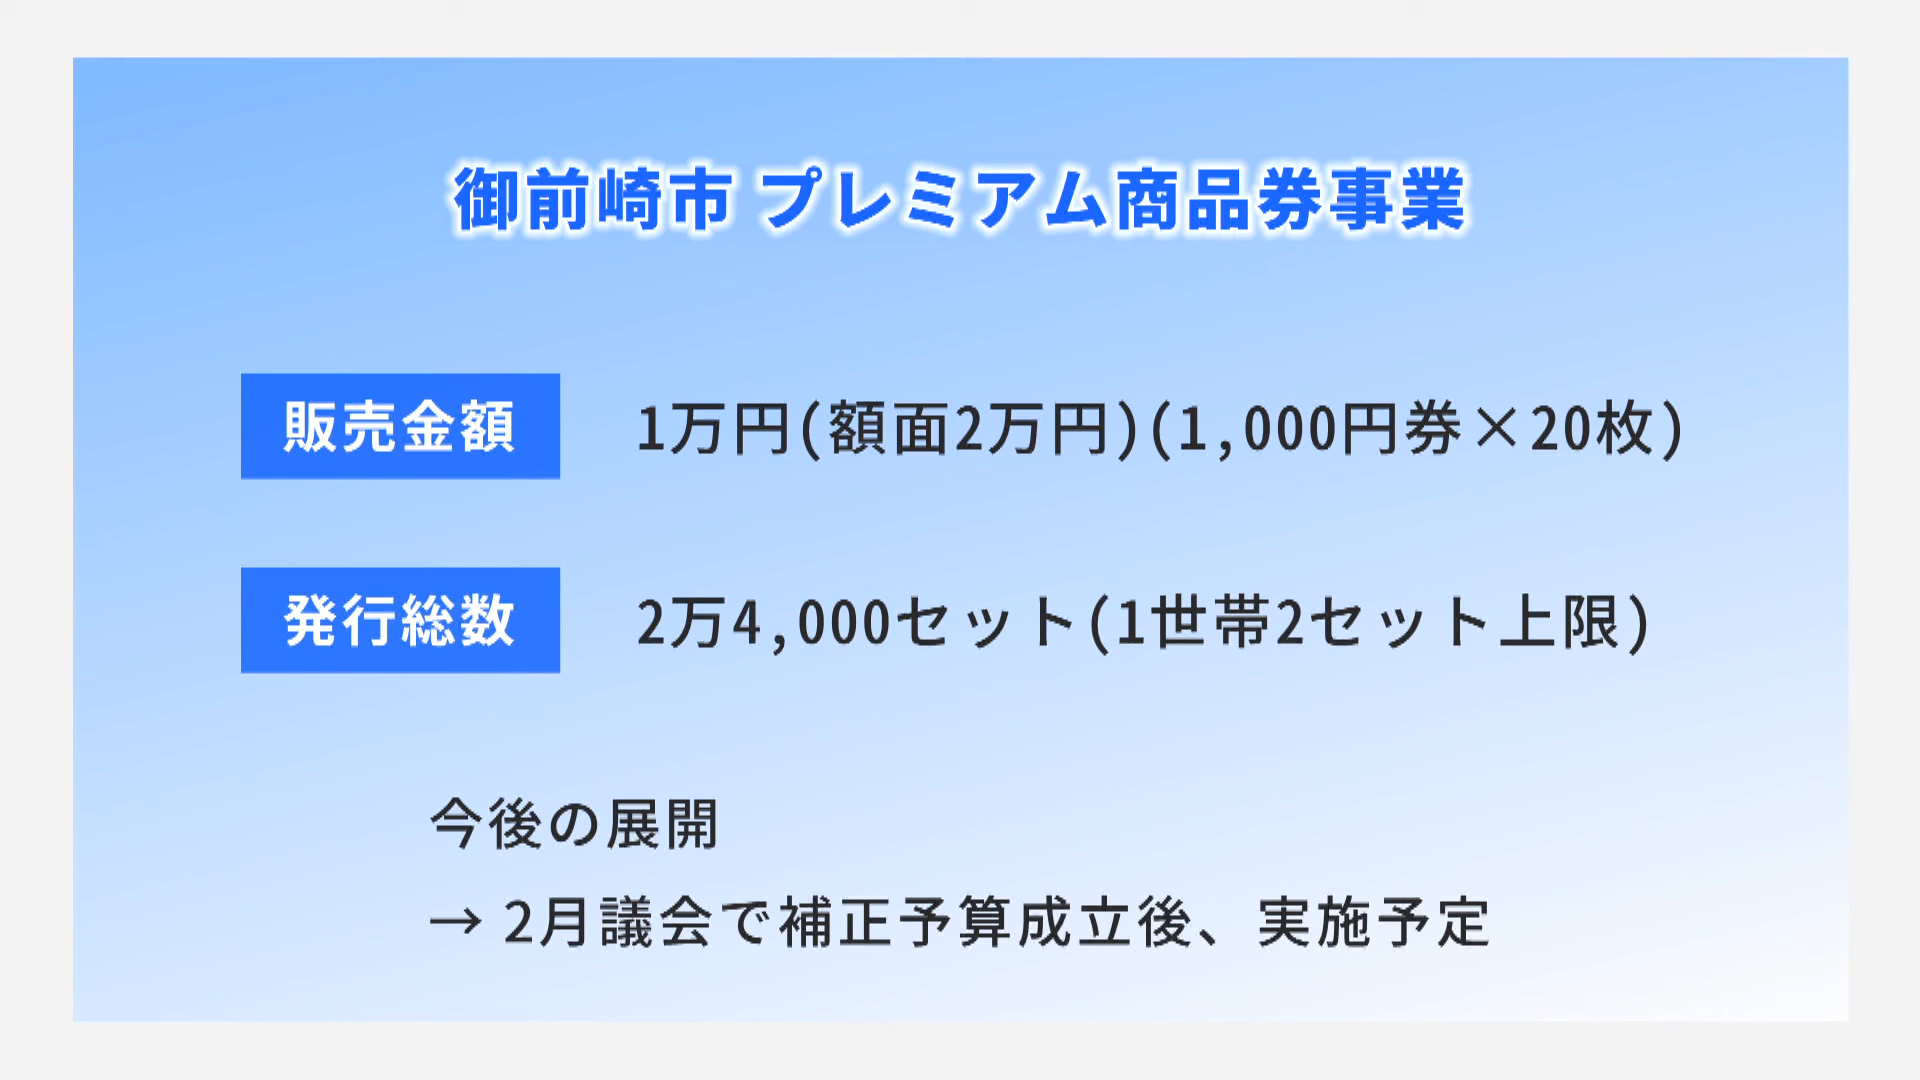 御前崎市 プレミアム商品券事業
販売金額 1万円(額面2万円)(1,000円券×20枚)
発行総数 2万4,000セット(1世帯2セット上限)
今後の展開
→ 2月議会で補正予算成立後、実施予定